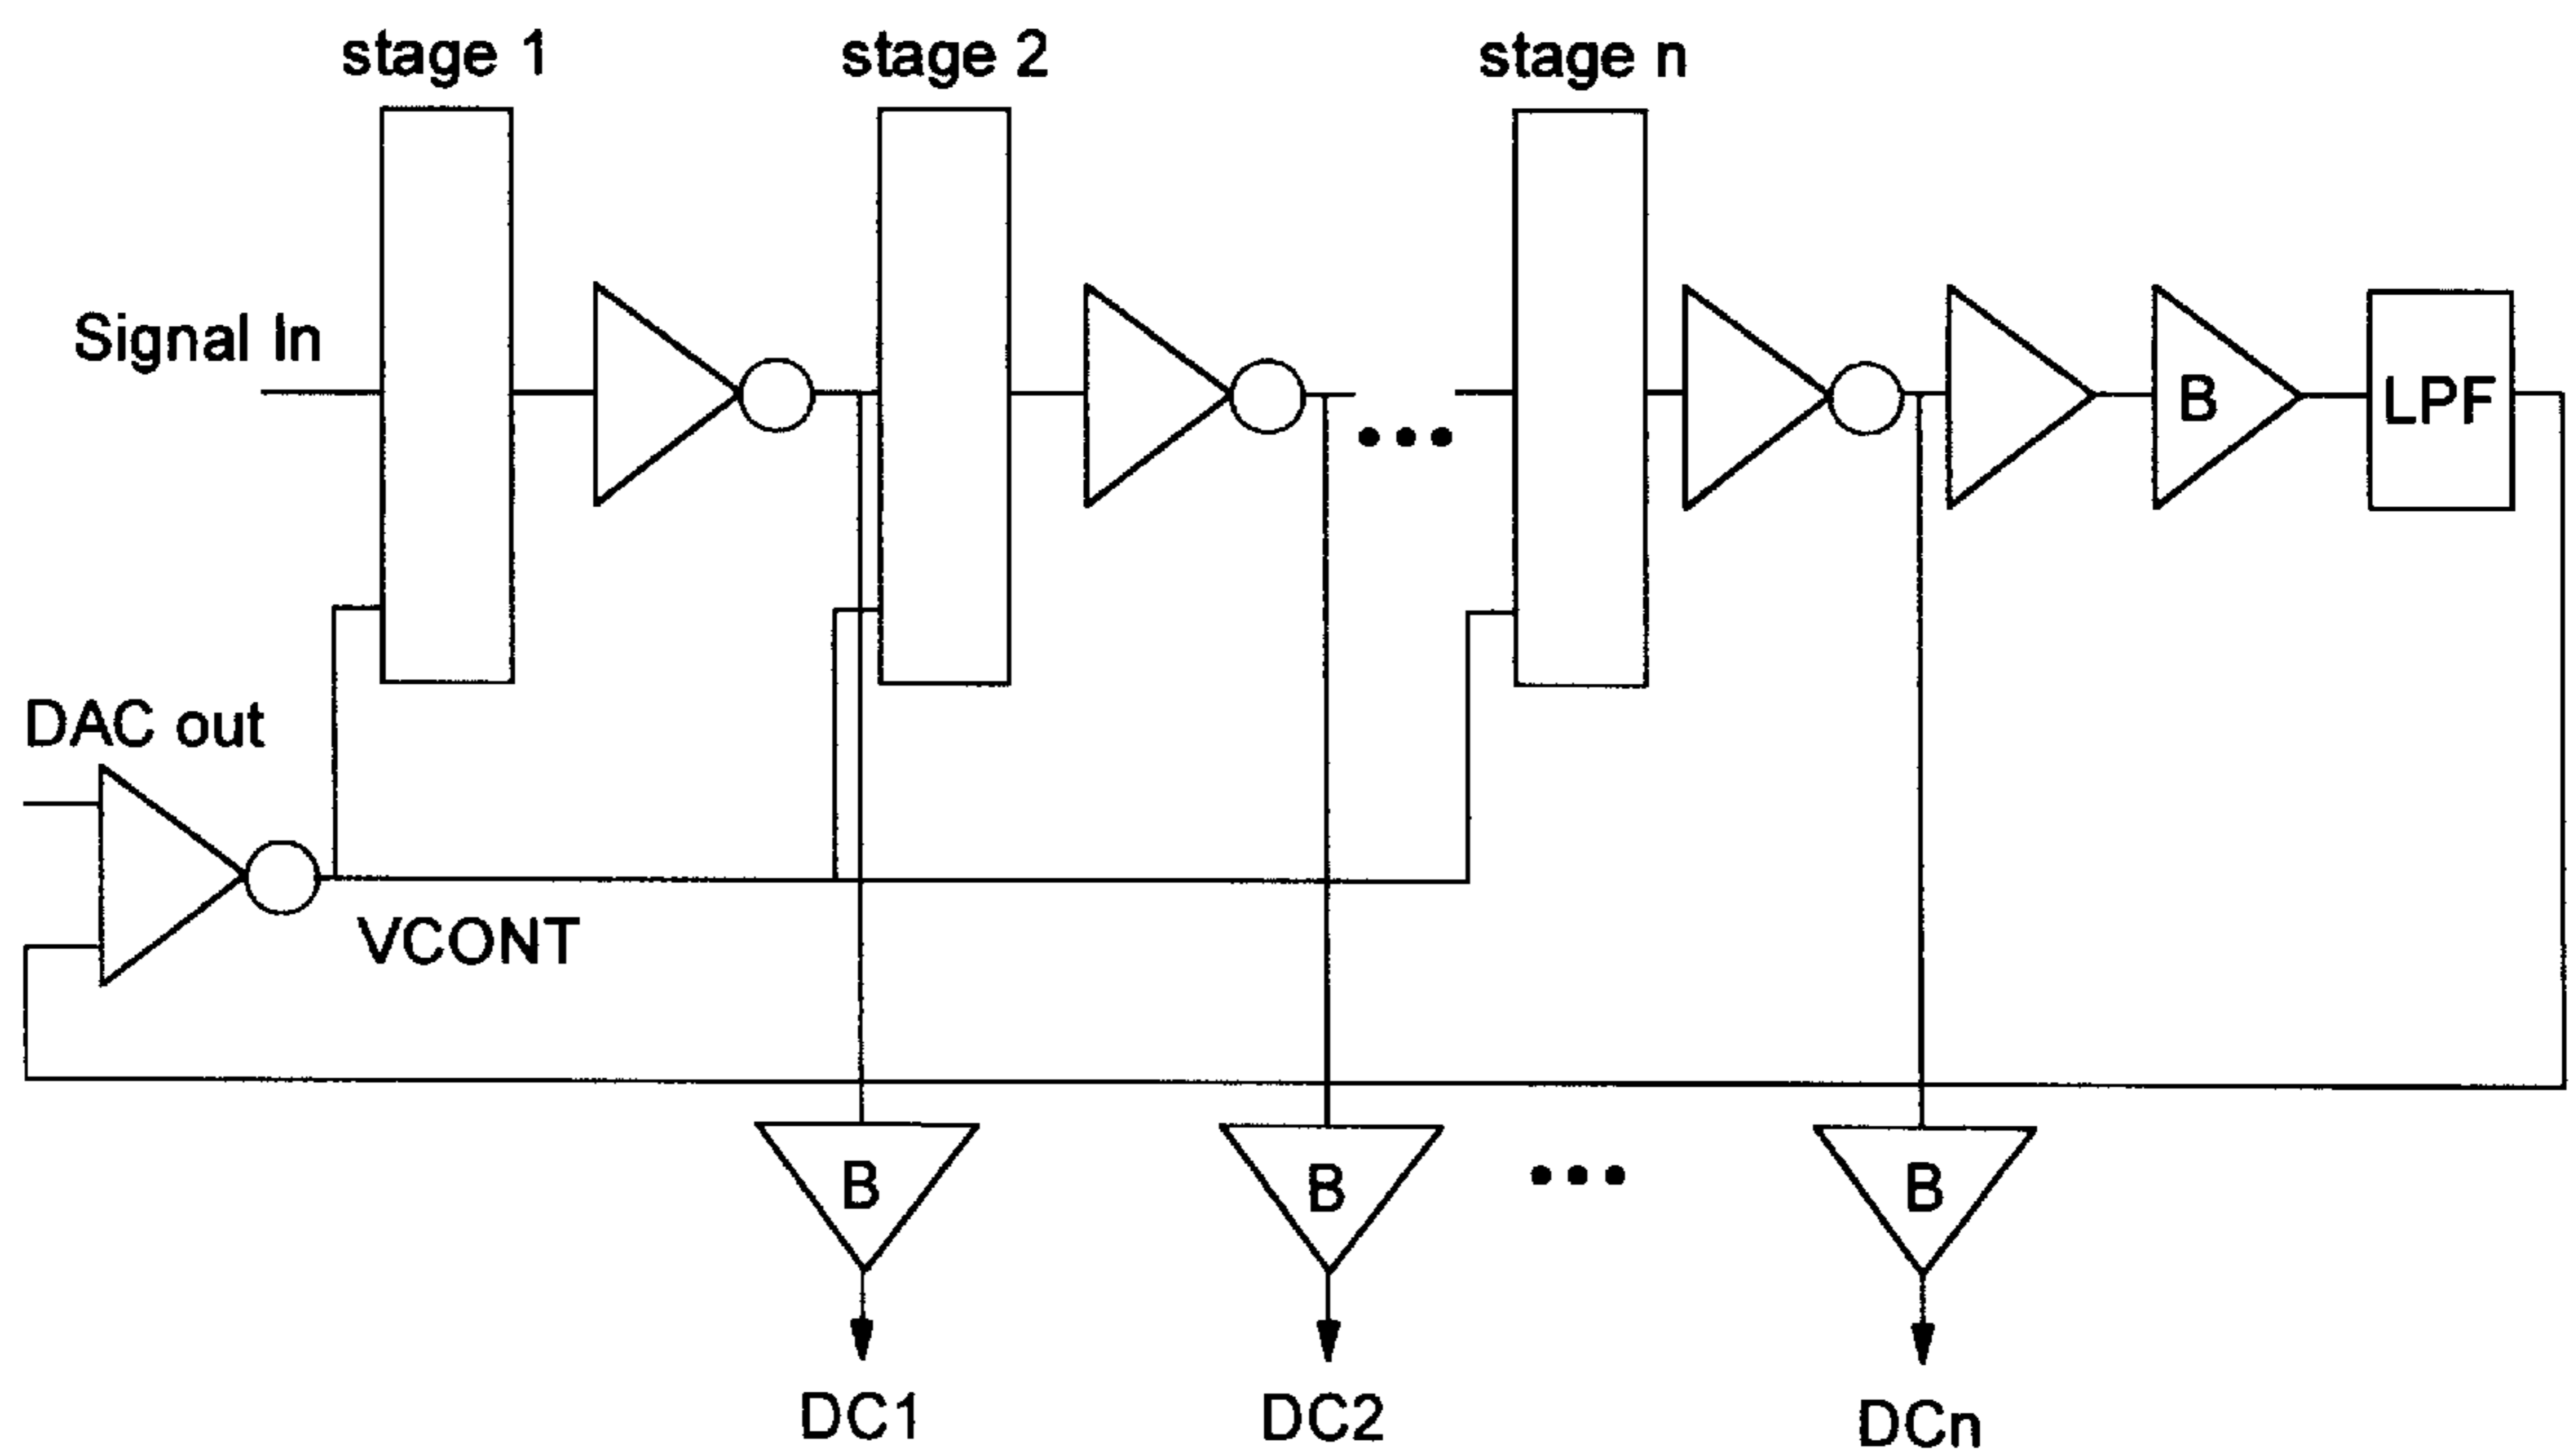 stage 1
stage 2
stage n
Signal In
B
LPF
DAC out
VCONT
B
B
B
DC1
DC2
DCn